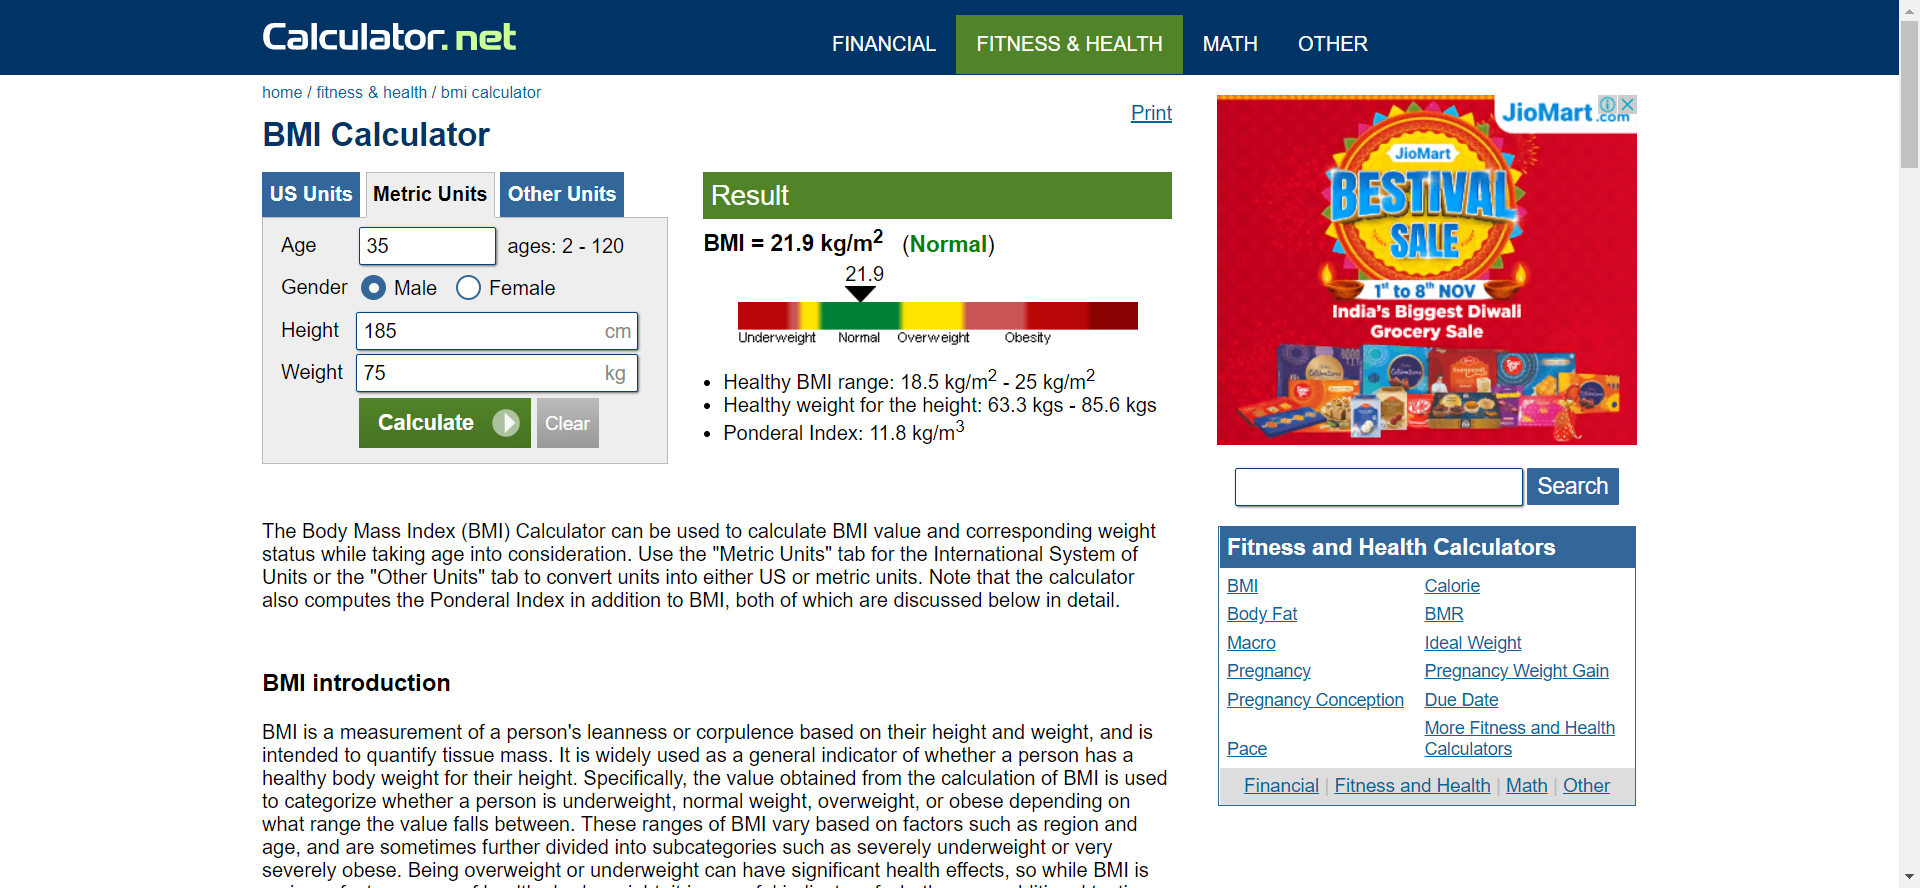 Calculator.net
FINANCIAL
FITNESS & HEALTH
MATH
OTHER
home / fitness & health / bmi calculator
Print
BMI Calculator
US Units
Metric Units
Other Units
Age
35
ages: 2 - 120
Gender
Male
Female
Height
185
cm
Weight
75
kg
Calculate
Clear
Result
BMI = 21.9 kg/m² (Normal)
21.9
Underweight
Normal
Overweight
Obesity
Healthy BMI range: 18.5 kg/m² - 25 kg/m²
Healthy weight for the height: 63.3 kgs - 85.6 kgs
Ponderal Index: 11.8 kg/m³
The Body Mass Index (BMI) Calculator can be used to calculate BMI value and corresponding weight
status while taking age into consideration. Use the "Metric Units" tab for the International System of
Units or the "Other Units" tab to convert units into either US or metric units. Note that the calculator
also computes the Ponderal Index in addition to BMI, both of which are discussed below in detail.
BMI introduction
BMI is a measurement of a person's leanness or corpulence based on their height and weight, and is
intended to quantify tissue mass. It is widely used as a general indicator of whether a person has a
healthy body weight for their height. Specifically, the value obtained from the calculation of BMI is used
to categorize whether a person is underweight, normal weight, overweight, or obese depending on
what range the value falls between. These ranges of BMI vary based on factors such as region and
age, and are sometimes further divided into subcategories such as severely underweight or very
severely obese. Being overweight or underweight can have significant health effects, so while BMI is
JioMart
.com
JioMart
BESTIVAL
SALE
1st to 8th NOV
India's Biggest Diwali
Grocery Sale
Search
Fitness and Health Calculators
BMI
Calorie
Body Fat
BMR
Macro
Ideal Weight
Pregnancy
Pregnancy Weight Gain
Pregnancy Conception
Due Date
Pace
More Fitness and Health
Calculators
Financial | Fitness and Health | Math | Other